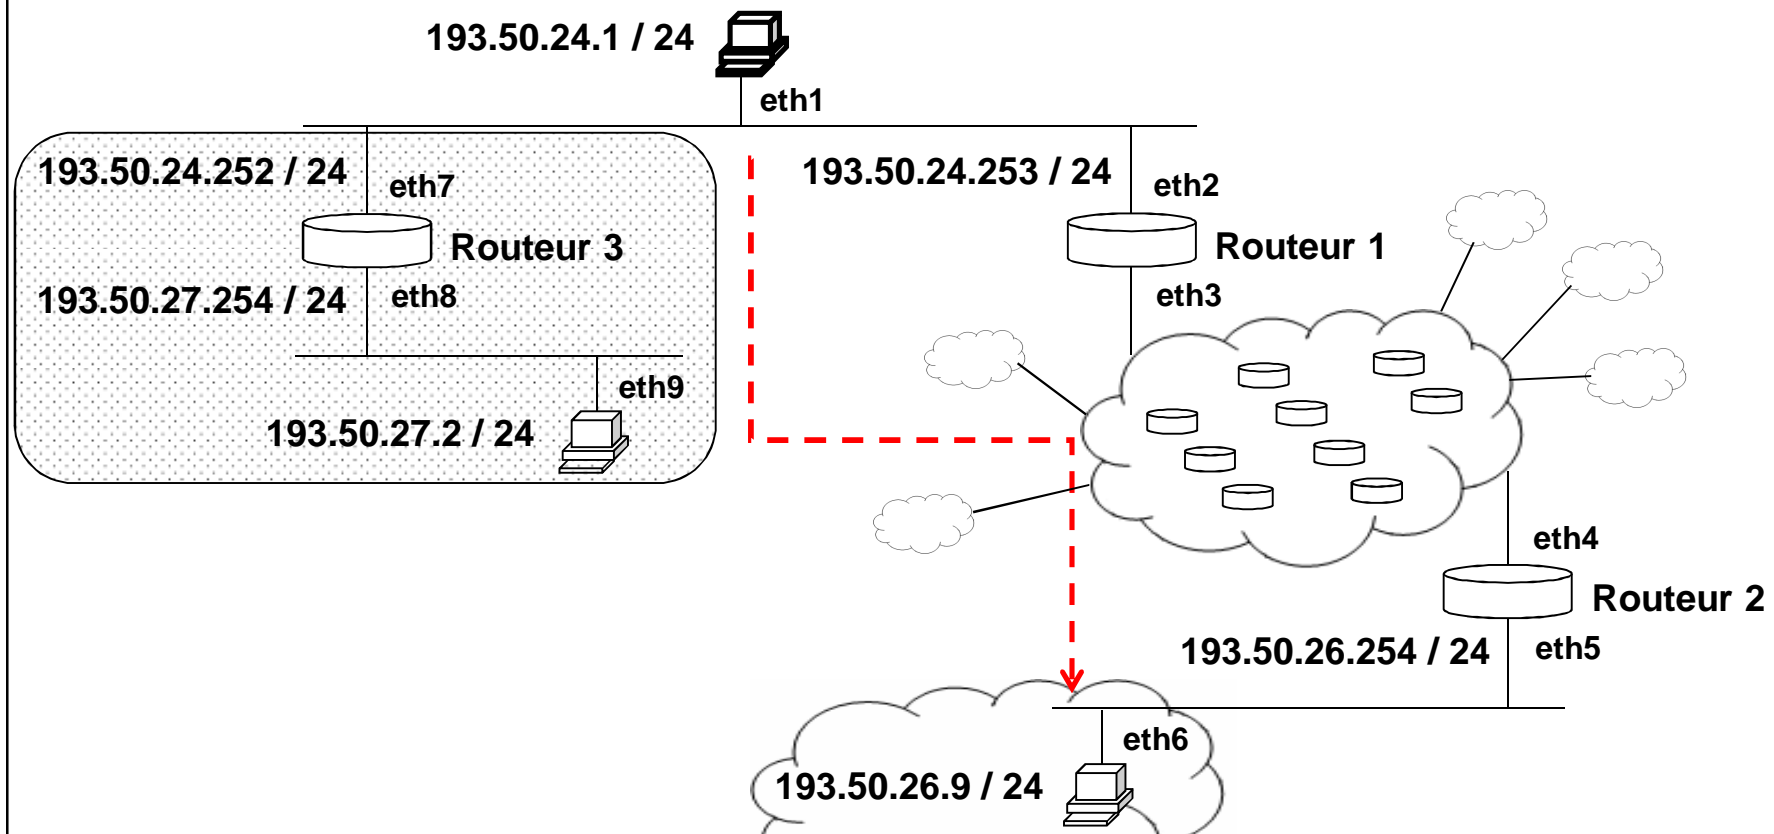 193.50.24.1 / 24
eth1
193.50.24.252 / 24
eth7
193.50.24.253 / 24
eth2
Routeur 3
Routeur 1
193.50.27.254 / 24
eth8
eth3
eth9
193.50.27.2 / 24
eth4
Routeur 2
193.50.26.254 / 24
eth5
eth6
193.50.26.9 / 24